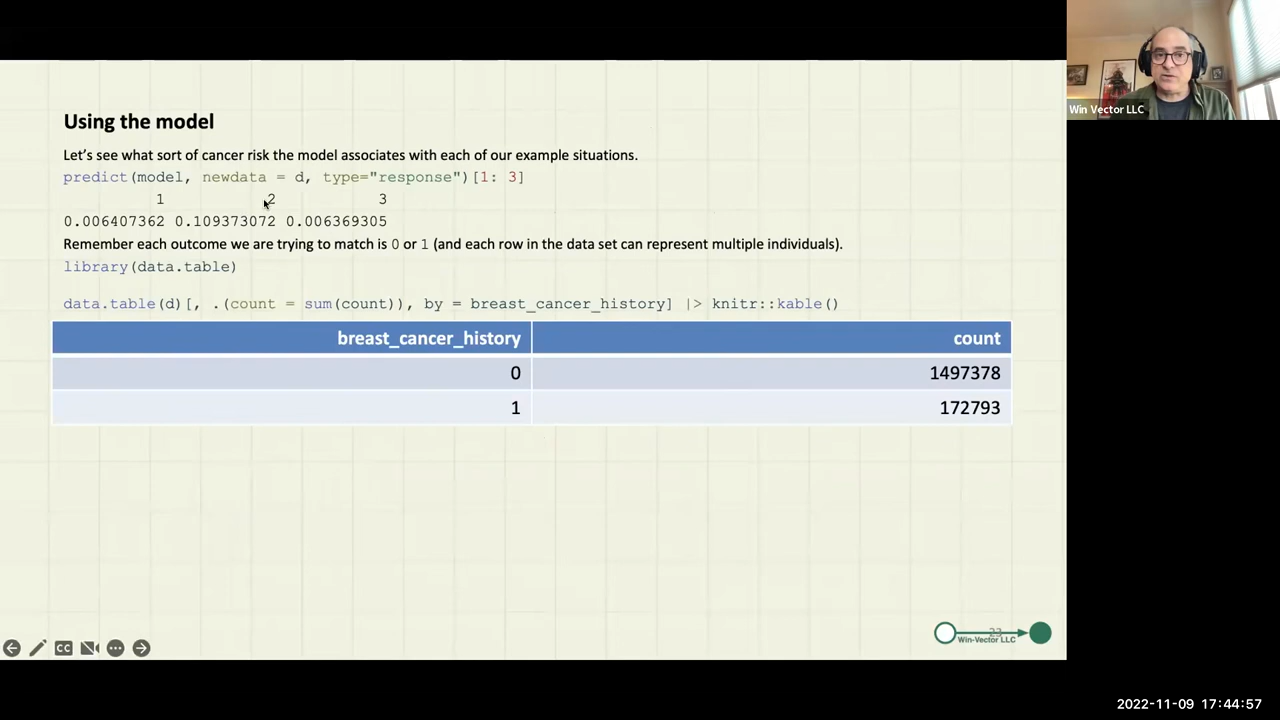 Using the model
Let's see what sort of cancer risk the model associates with each of our example situations.
predict(model, newdata = d, type="response")[1: 3]
1 2 3
0.006407362 0.109373072 0.006369305
Remember each outcome we are trying to match is 0 or 1 (and each row in the data set can represent multiple individuals).
library(data.table)
data.table(d)[, .(count = sum(count)), by = breast_cancer_history] |> knitr::kable()
breast_cancer_history count
0 1497378
1 172793
23
Win-Vector LLC
CC
Win Vector LLC
2022-11-09 17:44:57